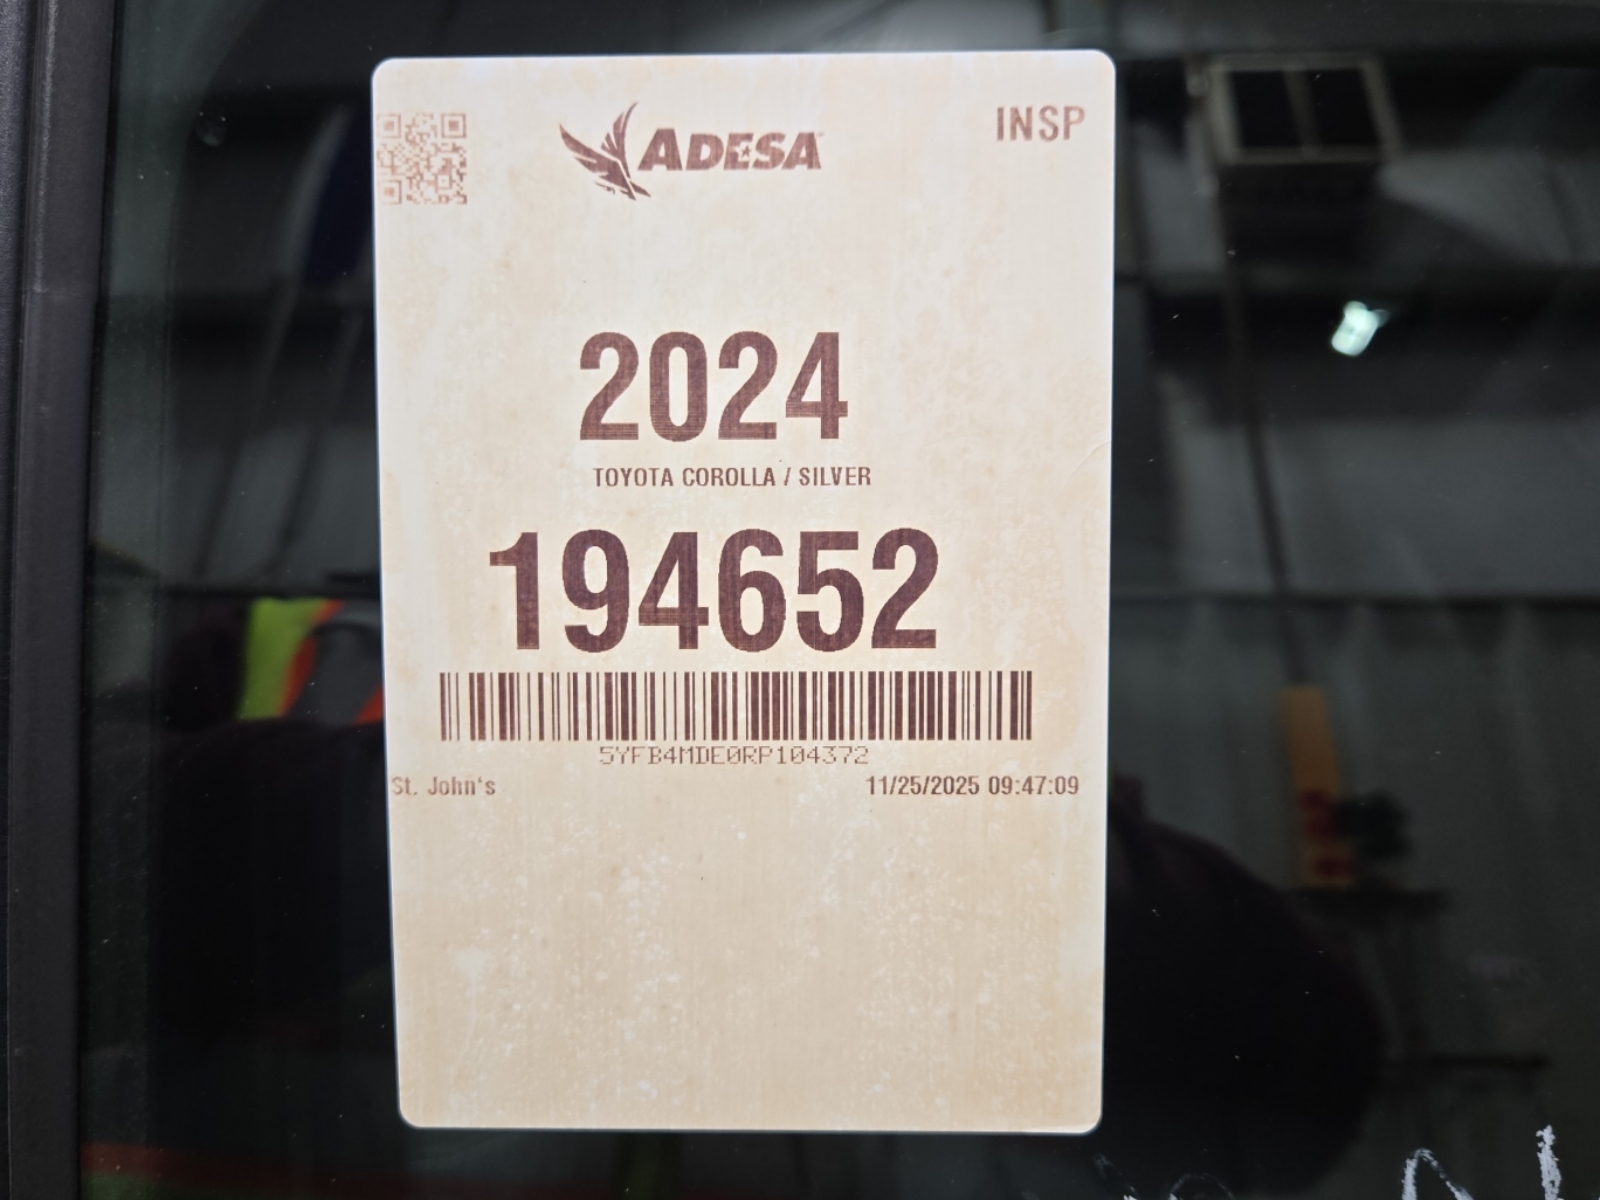 ADESA
INSP
2024
TOYOTA COROLLA / SILVER
194652
5YFB4MDE0RP104372
St. John's
11/25/2025 09:47:09